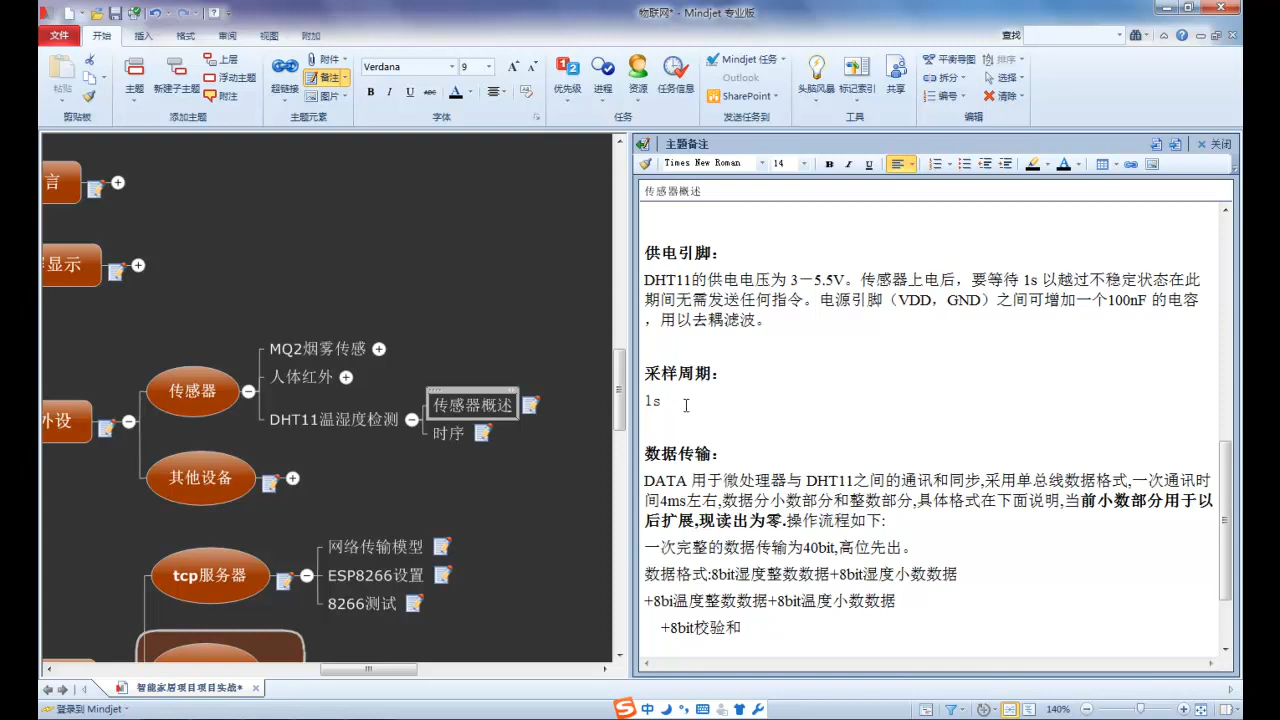 物联网* - Mindjet 专业版
文件
开始
插入
格式
审阅
视图
附加
查找
粘贴
剪贴板
主题
新建子主题
上层
浮动主题
附注
添加主题
超链接
附件
备注
图片
主题元素
Verdana
9
字体
优先级
进程
资源
任务信息
任务
Mindjet 任务
Outlook
SharePoint
发送任务到
头脑风暴
标记索引
共享
工具
平衡导图
拆分
编号
排序
选择
清除
编辑
言
显示
外设
传感器
MQ2烟雾传感
人体红外
DHT11温湿度检测
传感器概述
时序
其他设备
tcp服务器
网络传输模型
ESP8266设置
8266测试
主题备注
关闭
Times New Roman
14
传感器概述
供电引脚：
DHT11的供电电压为 3－5.5V。传感器上电后，要等待 1s 以越过不稳定状态在此
期间无需发送任何指令。电源引脚（VDD，GND）之间可增加一个100nF 的电容
，用以去耦滤波。
采样周期：
1s
数据传输：
DATA 用于微处理器与 DHT11之间的通讯和同步,采用单总线数据格式,一次通讯时
间4ms左右,数据分小数部分和整数部分,具体格式在下面说明,当前小数部分用于以
后扩展,现读出为零.操作流程如下:
一次完整的数据传输为40bit,高位先出。
数据格式:8bit湿度整数数据+8bit湿度小数数据
+8bi温度整数数据+8bit温度小数数据
+8bit校验和
智能家居项目项目实战*
登录到 Mindjet
中
140%